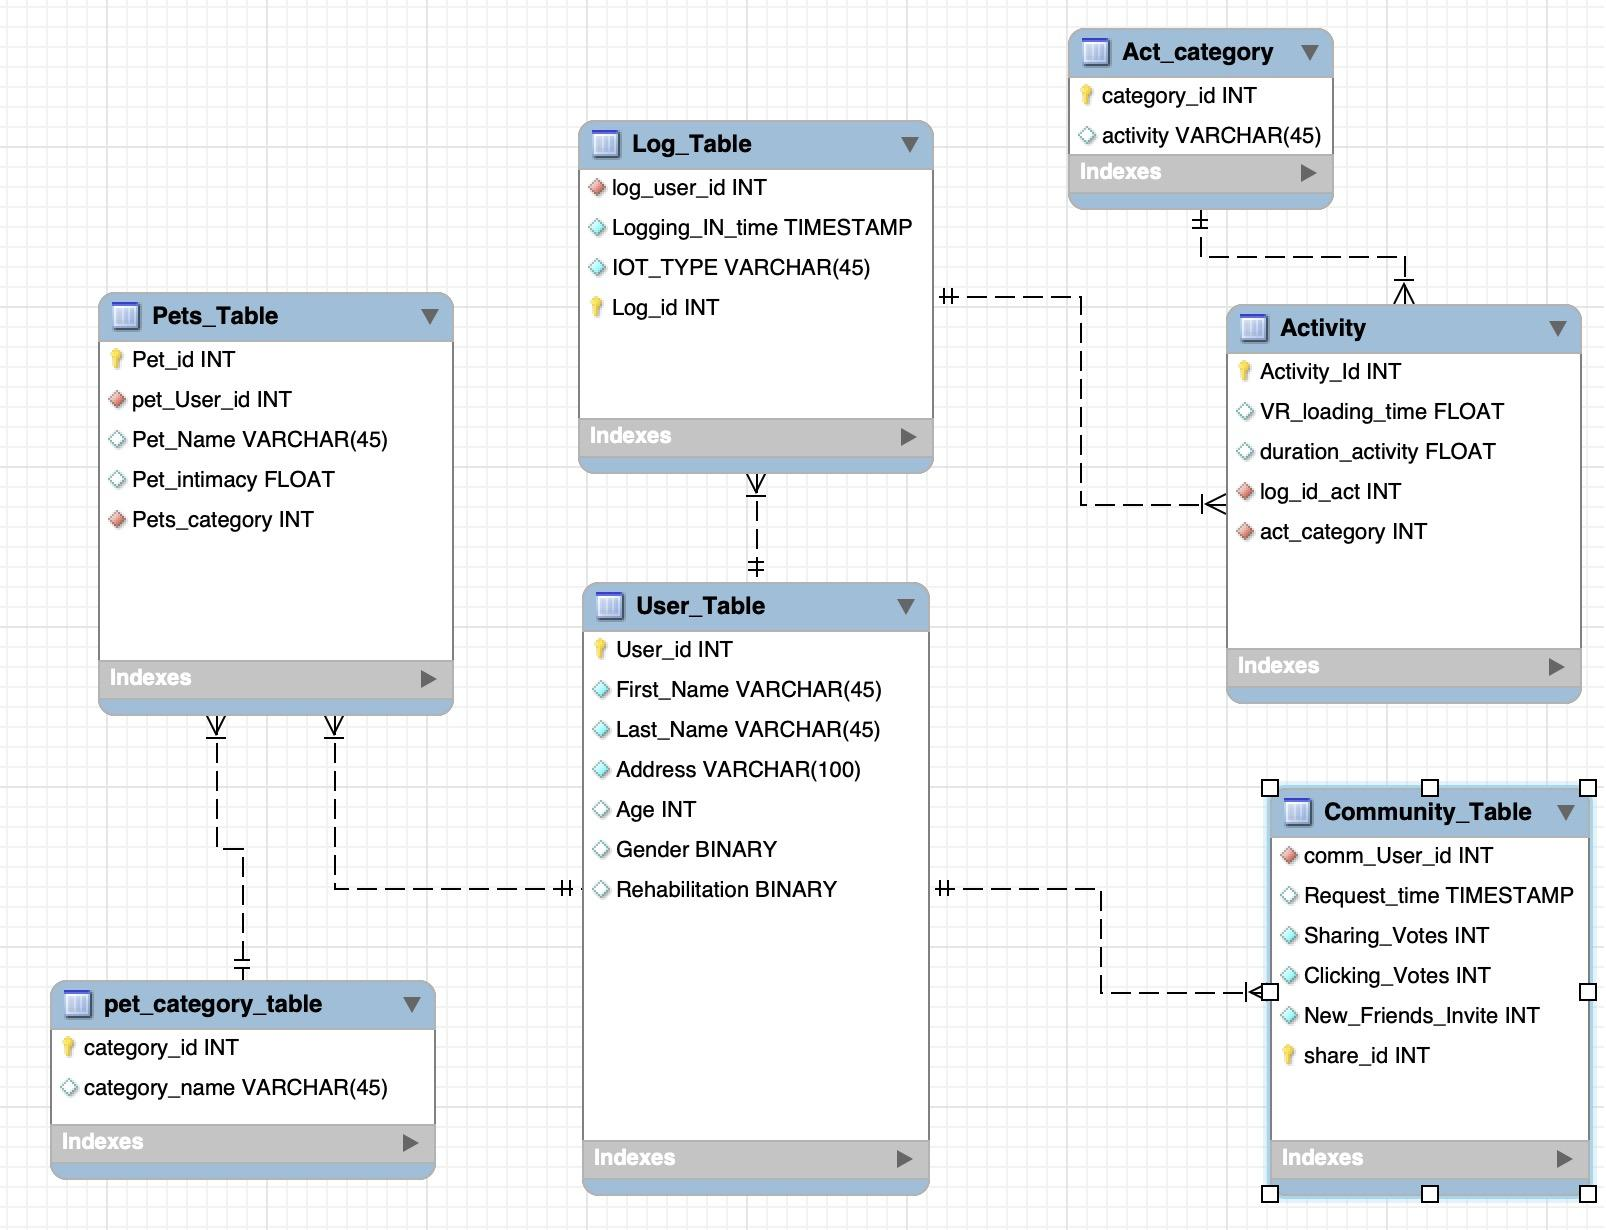 Act_category
category_id INT
activity VARCHAR(45)
Indexes
Log_Table
log_user_id INT
Logging_IN_time TIMESTAMP
IOT_TYPE VARCHAR(45)
Log_id INT
Indexes
Pets_Table
Pet_id INT
pet_User_id INT
Pet_Name VARCHAR(45)
Pet_intimacy FLOAT
Pets_category INT
Indexes
Activity
Activity_Id INT
VR_loading_time FLOAT
duration_activity FLOAT
log_id_act INT
act_category INT
Indexes
User_Table
User_id INT
First_Name VARCHAR(45)
Last_Name VARCHAR(45)
Address VARCHAR(100)
Age INT
Gender BINARY
Rehabilitation BINARY
Indexes
Community_Table
comm_User_id INT
Request_time TIMESTAMP
Sharing_Votes INT
Clicking_Votes INT
New_Friends_Invite INT
share_id INT
Indexes
pet_category_table
category_id INT
category_name VARCHAR(45)
Indexes